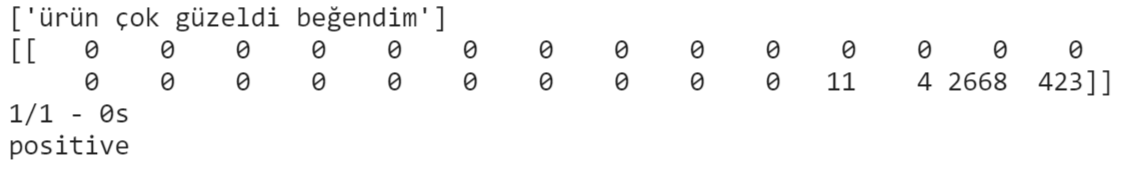 ['ürün çok güzeldi beğendim']
[[   0    0    0    0    0    0    0    0    0    0    0    0    0    0
     0    0    0    0    0    0    0    0    0    0   11    4 2668  423]]
1/1 - 0s
positive